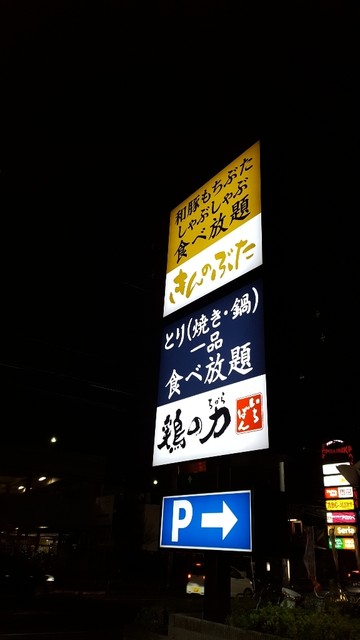 和豚もちぶた
しゃぶしゃぶ
食べ放題
きんのぶた
とり(焼き・鍋)
一品
食べ放題
鶏の力
ちから
P